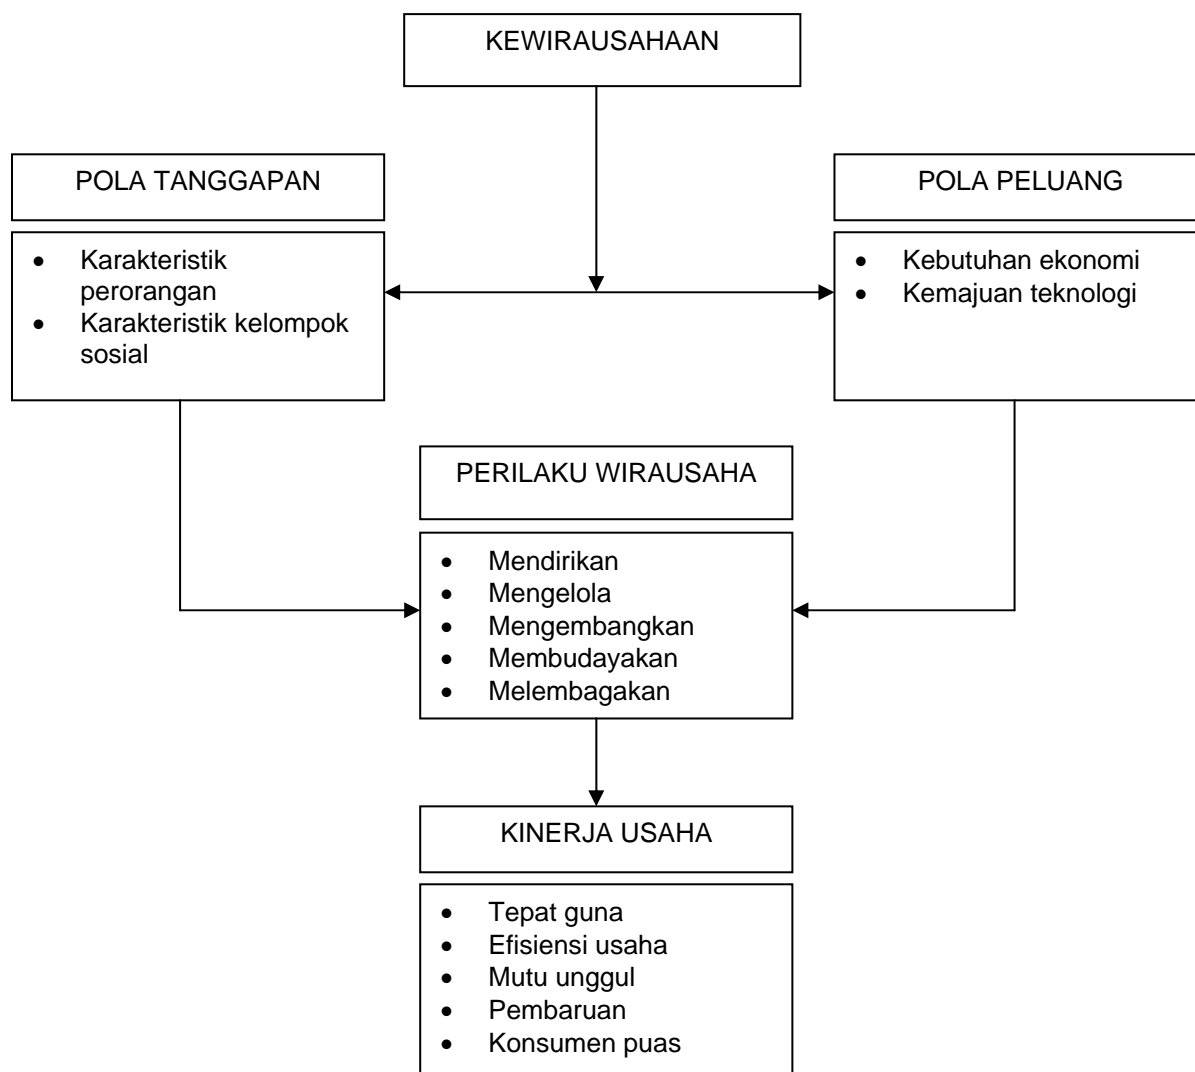 KEWIRAUSAHAAN
POLA TANGGAPAN
• Karakteristik
perorangan
• Karakteristik kelompok
sosial
POLA PELUANG
• Kebutuhan ekonomi
• Kemajuan teknologi
PERILAKU WIRAUSAHA
• Mendirikan
• Mengelola
• Mengembangkan
• Membudayakan
• Melembagakan
KINERJA USAHA
• Tepat guna
• Efisiensi usaha
• Mutu unggul
• Pembaruan
• Konsumen puas